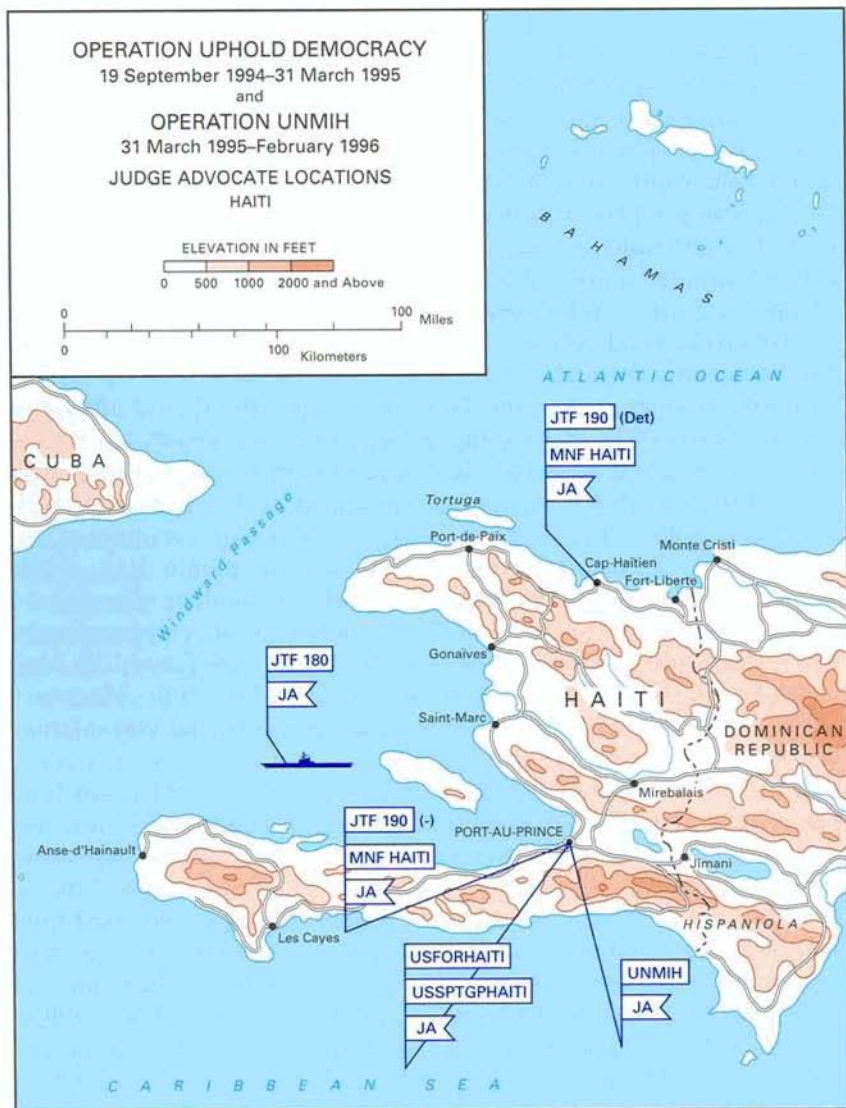 OPERATION UPHOLD DEMOCRACY
19 September 1994–31 March 1995
and
OPERATION UNMIH
31 March 1995–February 1996
JUDGE ADVOCATE LOCATIONS
HAITI
ELEVATION IN FEET
0 500 1000 2000 and Above
0 100 Miles
0 100
Kilometers
BAHAMAS
ATLANTIC OCEAN
CUBA
Windward Passage
JTF 190 (Det)
MNF HAITI
JA
Tortuga
Port-de-Paix
Cap-Haïtien
Monte Cristi
Fort-Liberte
Gonaïves
JTF 180
JA
HAITI
Saint-Marc
DOMINICAN
REPUBLIC
Mirebalais
JTF 190 (-)
MNF HAITI
JA
PORT-AU-PRINCE
Anse-d'Hainault
Jimani
Les Cayes
HISPANIOLA
USFORHAITI
USSPTGPHAITI
JA
UNMIH
JA
CARIBBEAN SEA